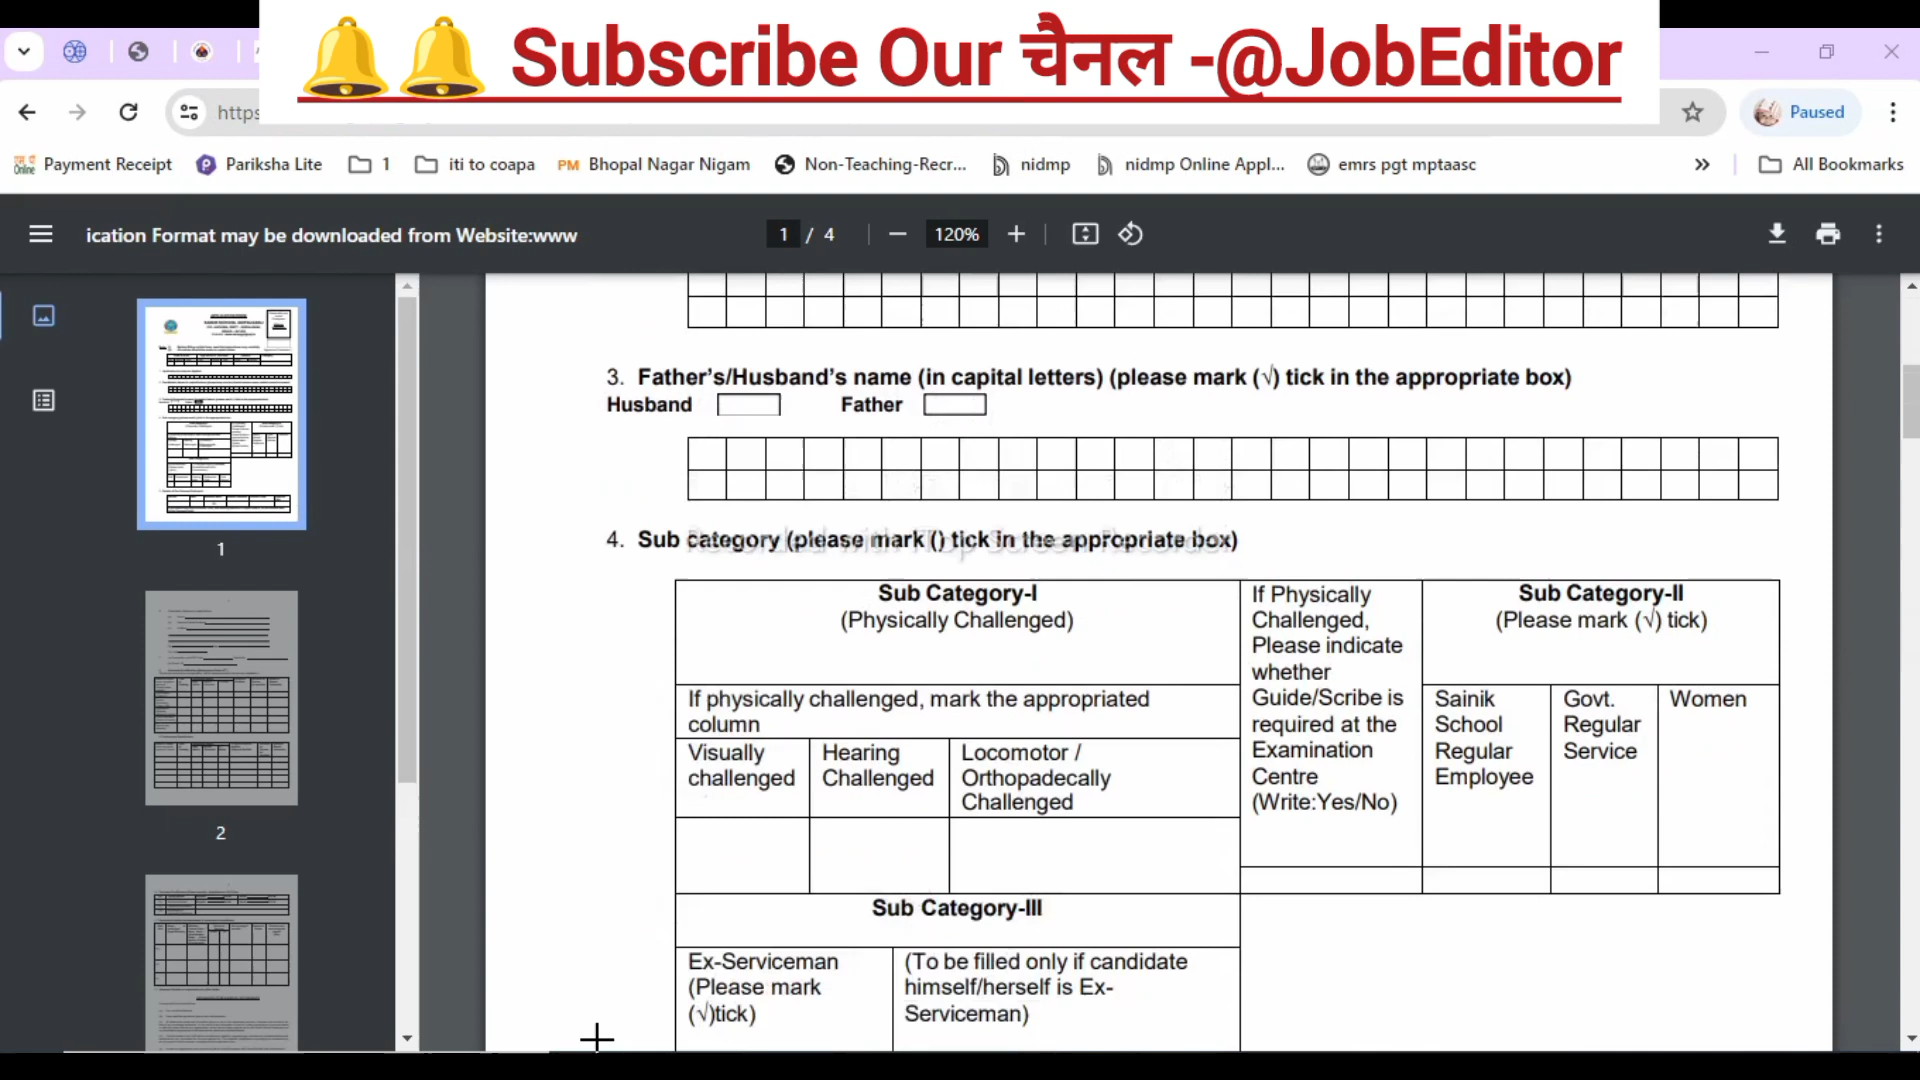 🔔🔔 Subscribe Our चैनल -@JobEditor
https
Paused
Payment Receipt
Pariksha Lite
1
iti to coapa
PM Bhopal Nagar Nigam
Non-Teaching-Recr...
nidmp
nidmp Online Appl...
emrs pgt mptaasc
All Bookmarks
ication Format may be downloaded from Website:www
1 / 4
120%
3. Father's/Husband's name (in capital letters) (please mark (√) tick in the appropriate box)
Husband
Father
4. Sub category (please mark () tick in the appropriate box)
Recorded with iTop Screen Recorder
Sub Category-I
(Physically Challenged)
If physically challenged, mark the appropriated
column
Visually
challenged
Hearing
Challenged
Locomotor /
Orthopadecally
Challenged
If Physically
Challenged,
Please indicate
whether
Guide/Scribe is
required at the
Examination
Centre
(Write:Yes/No)
Sub Category-II
(Please mark (√) tick)
Sainik
School
Regular
Employee
Govt.
Regular
Service
Women
Sub Category-III
Ex-Serviceman
(Please mark
(√)tick)
(To be filled only if candidate
himself/herself is Ex-
Serviceman)
1
2